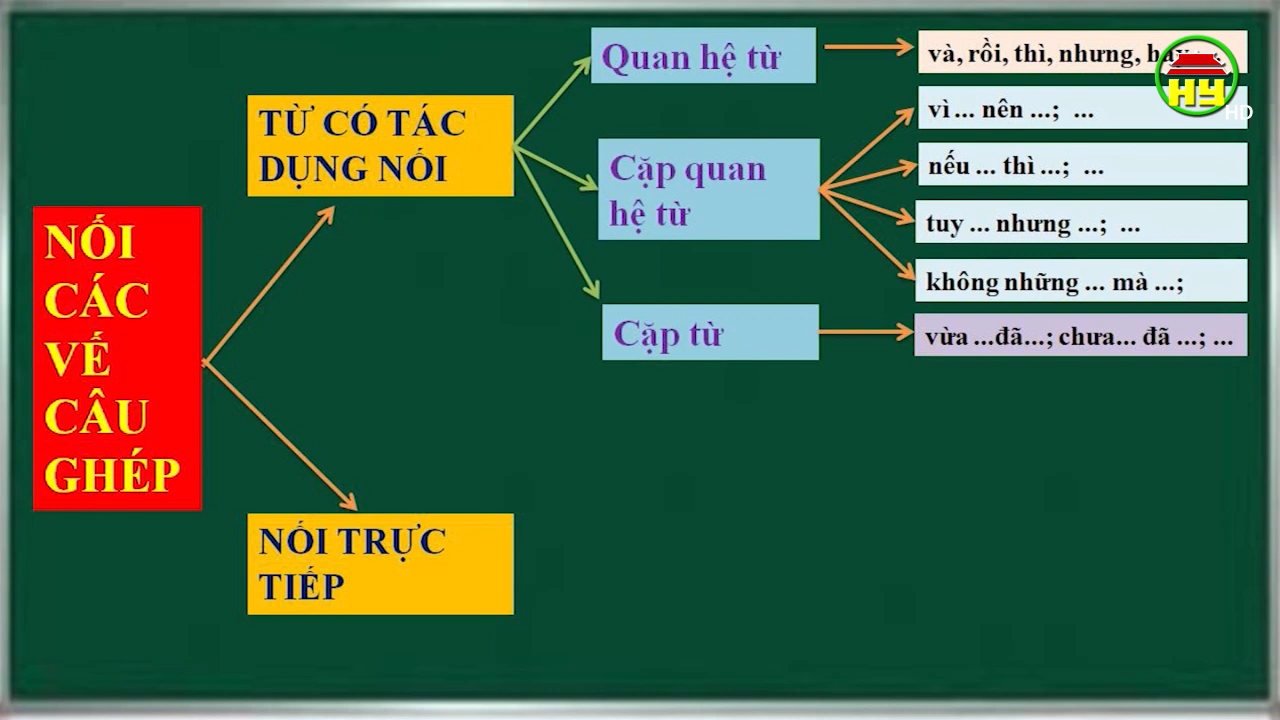 NỐI
CÁC
VẾ
CÂU
GHÉP
TỪ CÓ TÁC
DỤNG NỐI
NỐI TRỰC
TIẾP
Quan hệ từ
và, rồi, thì, nhưng,
Cặp quan
hệ từ
vì ... nên ...; ...
nếu ... thì ...; ...
tuy ... nhưng ...; ...
không những ... mà ...;
Cặp từ
vừa ...đã...; chưa... đã ...; ...
HY
HD